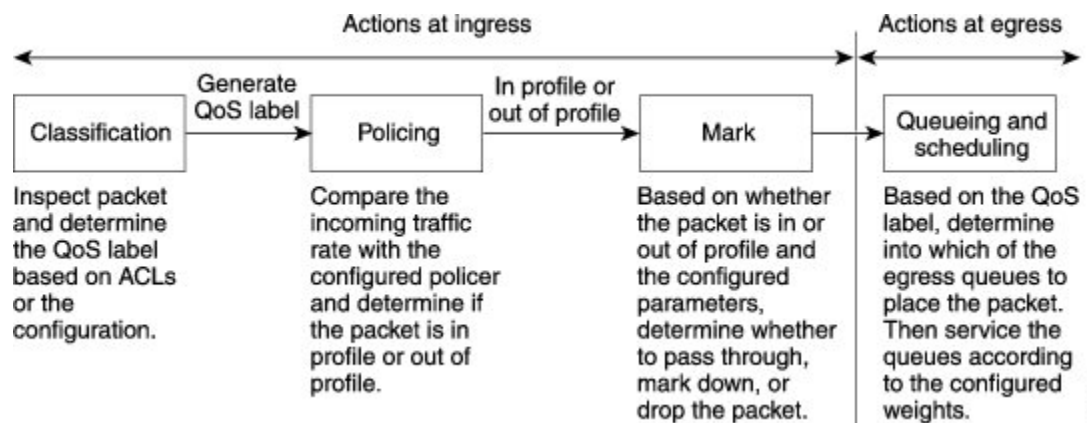 Actions at ingress
Actions at egress
Generate
QoS label
In profile or
out of profile
Classification
Policing
Mark
Queueing and
scheduling
Inspect packet
and determine
the QoS label
based on ACLs
or the
configuration.
Compare the
incoming traffic
rate with the
configured policer
and determine if
the packet is in
profile or out of
profile.
Based on whether
the packet is in or
out of profile and
the configured
parameters,
determine whether
to pass through,
mark down, or
drop the packet.
Based on the QoS
label, determine
into which of the
egress queues to
place the packet.
Then service the
queues according
to the configured
weights.